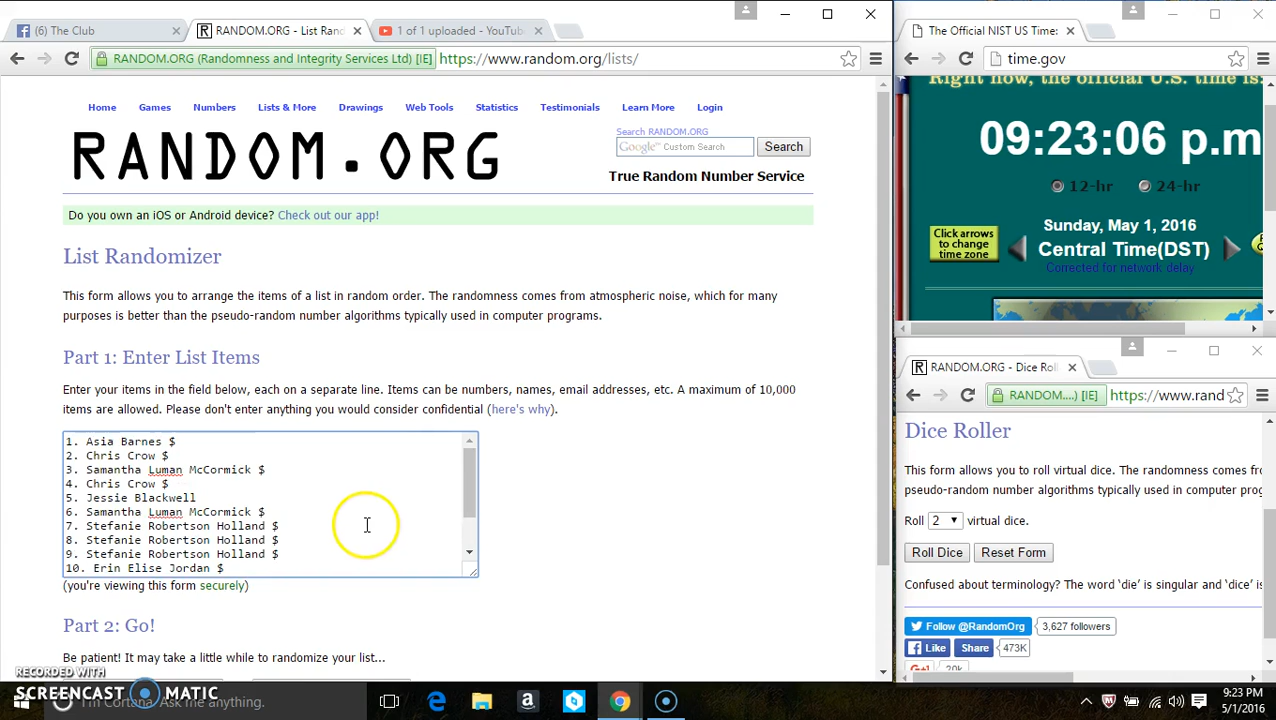 (6) The Club
RANDOM.ORG - List Rand
1 of 1 uploaded - YouTube
RANDOM.ORG (Randomness and Integrity Services Ltd) [IE] https://www.random.org/lists/
Home Games Numbers Lists & More Drawings Web Tools Statistics Testimonials Learn More Login
RANDOM.ORG
Search RANDOM.ORG
Google™ Custom Search
Search
True Random Number Service
Do you own an iOS or Android device? Check out our app!
List Randomizer
This form allows you to arrange the items of a list in random order. The randomness comes from atmospheric noise, which for many
purposes is better than the pseudo-random number algorithms typically used in computer programs.
Part 1: Enter List Items
Enter your items in the field below, each on a separate line. Items can be numbers, names, email addresses, etc. A maximum of 10,000
items are allowed. Please don't enter anything you would consider confidential (here's why).
1. Asia Barnes $
2. Chris Crow $
3. Samantha Luman McCormick $
4. Chris Crow $
5. Jessie Blackwell
6. Samantha Luman McCormick $
7. Stefanie Robertson Holland $
8. Stefanie Robertson Holland $
9. Stefanie Robertson Holland $
10. Erin Elise Jordan $
(you're viewing this form securely)
Part 2: Go!
Be patient! It may take a little while to randomize your list...
The Official NIST US Time:
time.gov
Right now, the official U.S. time is:
09:23:06 p.m
12-hr 24-hr
Click arrows
to change
time zone
Sunday, May 1, 2016
Central Time(DST)
Corrected for network delay
RANDOM.ORG - Dice Roll
RANDOM....) [IE] https://www.rand
Dice Roller
This form allows you to roll virtual dice. The randomness comes fro
pseudo-random number algorithms typically used in computer prog
Roll 2 virtual dice.
Roll Dice Reset Form
Confused about terminology? The word 'die' is singular and 'dice' is
Follow @RandomOrg 3,627 followers
Like Share 473K
G+1 20k
RECORDED WITH
SCREENCAST MATIC
I'm Cortana. Ask me anything.
9:23 PM
5/1/2016